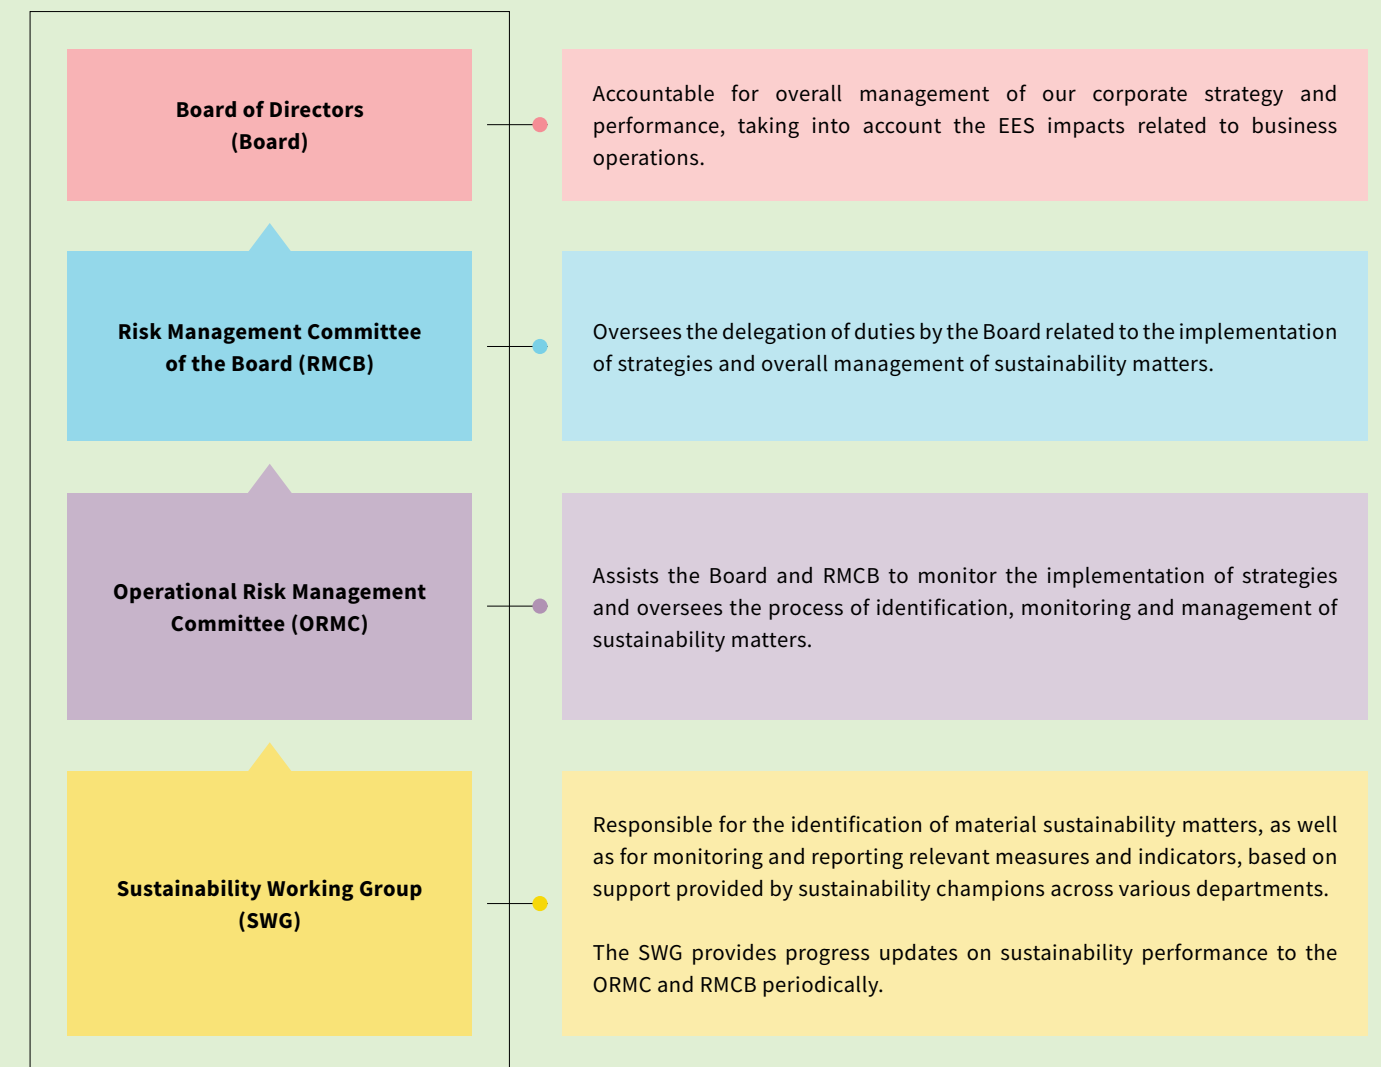 Board of Directors
(Board)
Accountable for overall management of our corporate strategy and
performance, taking into account the EES impacts related to business
operations.
Risk Management Committee
of the Board (RMCB)
Oversees the delegation of duties by the Board related to the implementation
of strategies and overall management of sustainability matters.
Operational Risk Management
Committee (ORMC)
Assists the Board and RMCB to monitor the implementation of strategies
and oversees the process of identification, monitoring and management of
sustainability matters.
Sustainability Working Group
(SWG)
Responsible for the identification of material sustainability matters, as well
as for monitoring and reporting relevant measures and indicators, based on
support provided by sustainability champions across various departments.
The SWG provides progress updates on sustainability performance to the
ORMC and RMCB periodically.